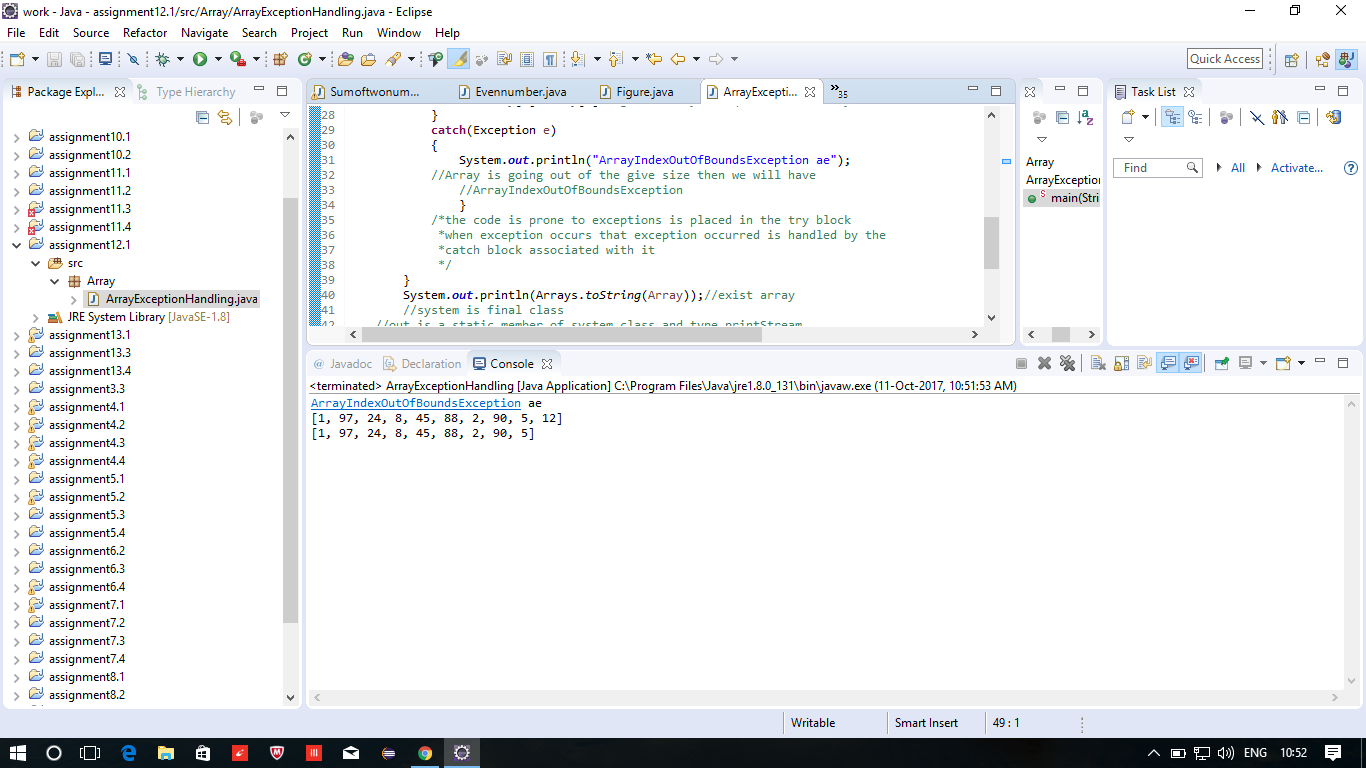 work - Java - assignment12.1/src/Array/ArrayExceptionHandling.java - Eclipse
File Edit Source Refactor Navigate Search Project Run Window Help
Quick Access
Package Expl... Type Hierarchy
assignment10.1
assignment10.2
assignment11.1
assignment11.2
assignment11.3
assignment11.4
assignment12.1
src
Array
ArrayExceptionHandling.java
JRE System Library [JavaSE-1.8]
assignment13.1
assignment13.3
assignment13.4
assignment3.3
assignment4.1
assignment4.2
assignment4.3
assignment4.4
assignment5.1
assignment5.2
assignment5.3
assignment5.4
assignment6.2
assignment6.3
assignment6.4
assignment7.1
assignment7.2
assignment7.3
assignment7.4
assignment8.1
assignment8.2
Sumoftwonum... Evennumber.java Figure.java ArrayExcepti... »35
28 }
29 catch(Exception e)
30 {
31 System.out.println("ArrayIndexOutOfBoundsException ae");
32 //Array is going out of the give size then we will have
33 //ArrayIndexOutOfBoundsException
34 }
35 /*the code is prone to exceptions is placed in the try block
36 *when exception occurs that exception occurred is handled by the
37 *catch block associated with it
38 */
39 }
40 System.out.println(Arrays.toString(Array));//exist array
41 //system is final class
42 //out is a static member of system class and type printStream
Array
ArrayException
main(Stri
Task List
Find All Activate...
Javadoc Declaration Console
<terminated> ArrayExceptionHandling [Java Application] C:\Program Files\Java\jre1.8.0_131\bin\javaw.exe (11-Oct-2017, 10:51:53 AM)
ArrayIndexOutOfBoundsException ae
[1, 97, 24, 8, 45, 88, 2, 90, 5, 12]
[1, 97, 24, 8, 45, 88, 2, 90, 5]
Writable Smart Insert 49 : 1
ENG 10:52